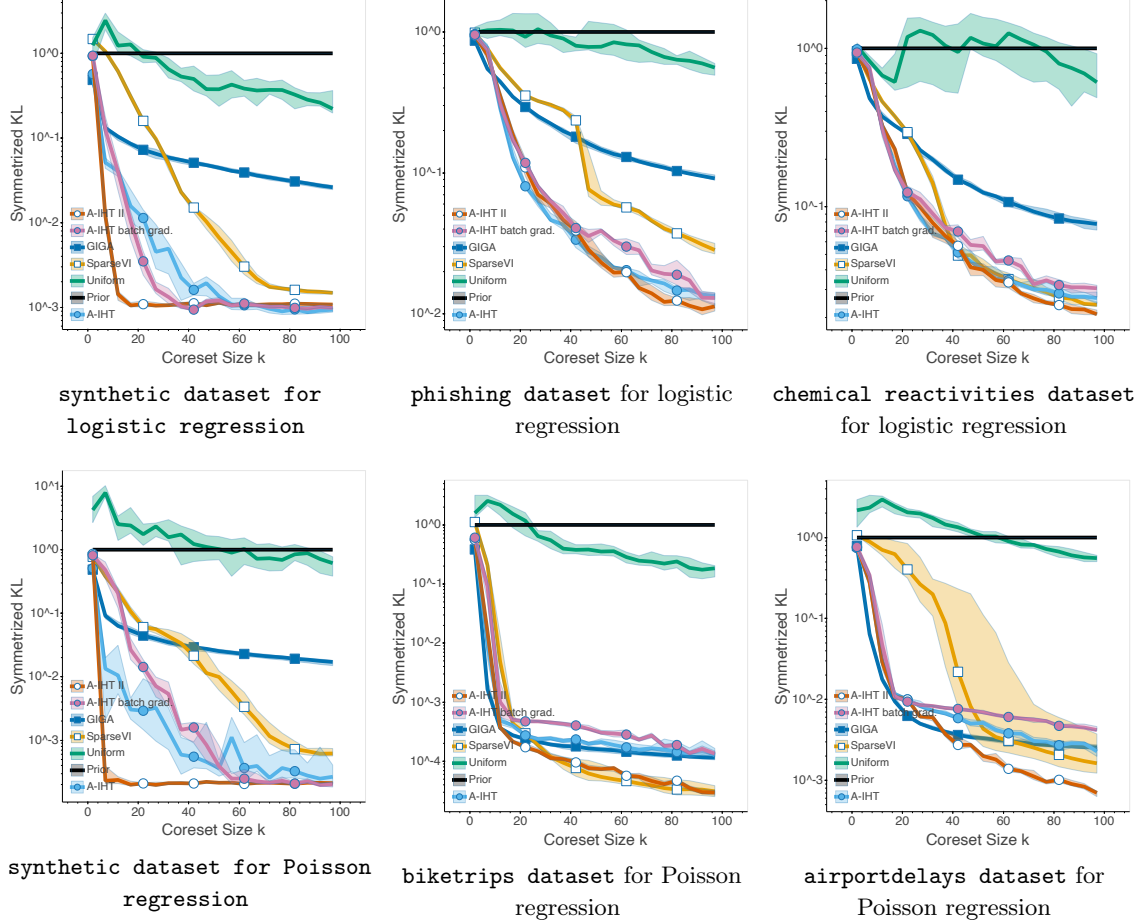 10^0
10^-1
10^-2
10^-3
Symmetrized KL
A-IHT II
A-IHT batch grad.
GIGA
SparseVI
Uniform
Prior
A-IHT
0 20 40 60 80 100
Coreset Size k
synthetic dataset for
logistic regression
10^0
10^-1
10^-2
Symmetrized KL
A-IHT II
A-IHT batch grad.
GIGA
SparseVI
Uniform
Prior
A-IHT
0 20 40 60 80 100
Coreset Size k
phishing dataset for logistic
regression
10^0
10^-1
Symmetrized KL
A-IHT II
A-IHT batch grad.
GIGA
SparseVI
Uniform
Prior
A-IHT
0 20 40 60 80 100
Coreset Size k
chemical reactivities dataset
for logistic regression
10^1
10^0
10^-1
10^-2
10^-3
Symmetrized KL
A-IHT II
A-IHT batch grad.
GIGA
SparseVI
Uniform
Prior
A-IHT
0 20 40 60 80 100
Coreset Size k
synthetic dataset for Poisson
regression
10^0
10^-1
10^-2
10^-3
10^-4
Symmetrized KL
A-IHT II
A-IHT batch grad.
GIGA
SparseVI
Uniform
Prior
A-IHT
0 20 40 60 80 100
Coreset Size k
biketrips dataset for Poisson
regression
10^0
10^-1
10^-2
10^-3
Symmetrized KL
A-IHT II
A-IHT batch grad.
GIGA
SparseVI
Uniform
Prior
A-IHT
0 20 40 60 80 100
Coreset Size k
airportdelays dataset for
Poisson regression